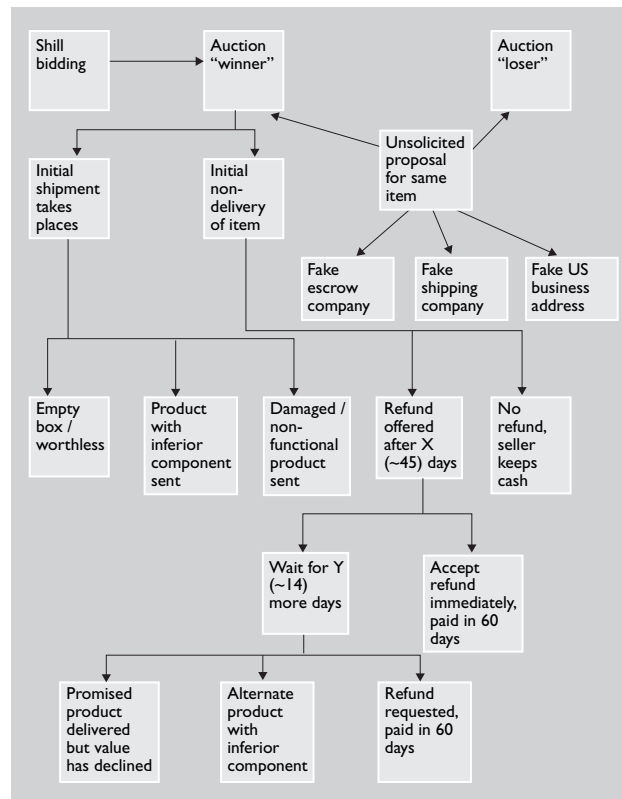 Shill
bidding
Auction
“winner”
Auction
“loser”
Unsolicited
proposal
for same
item
Initial
shipment
takes
places
Initial
non-
delivery
of item
Fake
escrow
company
Fake
shipping
company
Fake US
business
address
Empty
box /
worthless
Product
with
inferior
component
sent
Damaged /
non-
functional
product
sent
Refund
offered
after X
(~45) days
No
refund,
seller
keeps
cash
Wait for Y
(~14)
more days
Accept
refund
immediately,
paid in 60
days
Promised
product
delivered
but value
has declined
Alternate
product
with
inferior
component
Refund
requested,
paid in 60
days